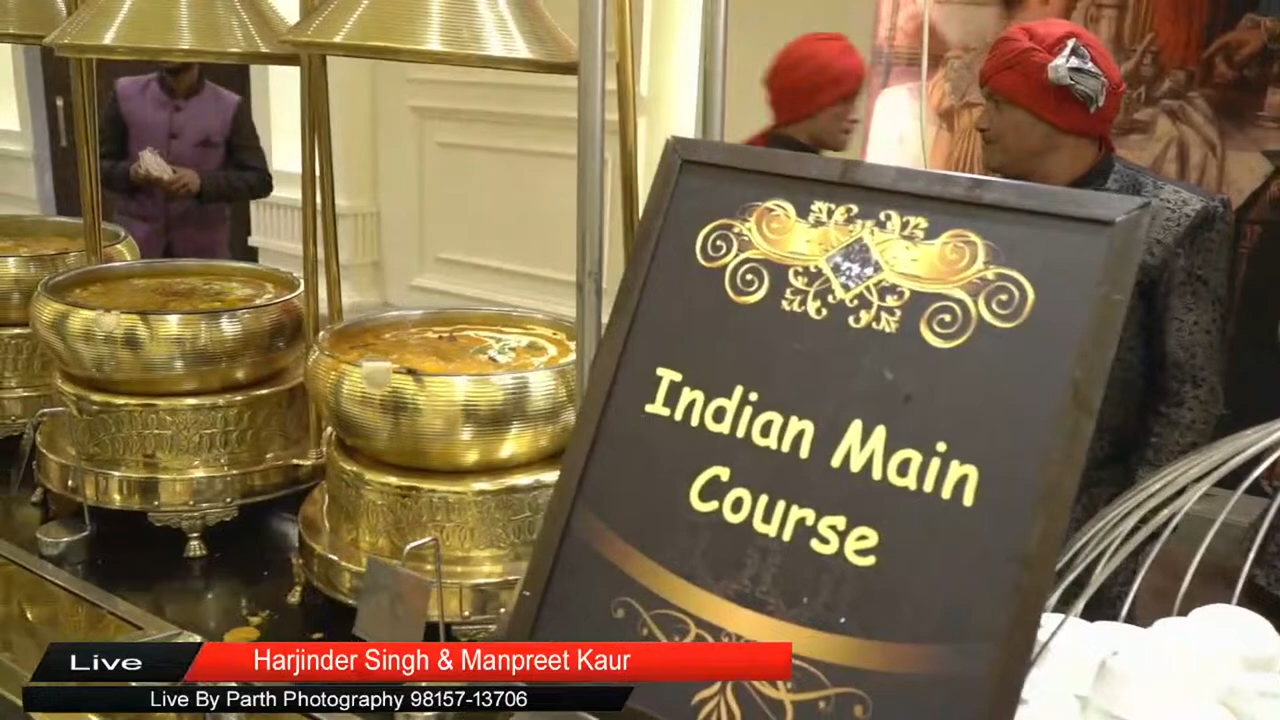 Indian Main
Course
Live
Harjinder Singh & Manpreet Kaur
Live By Parth Photography 98157-13706